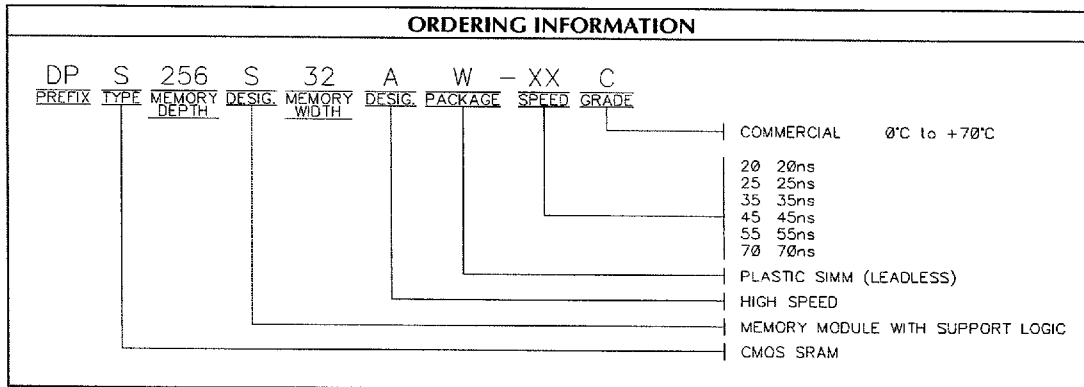 ORDERING INFORMATION
DP S 256 S 32 A W - XX C
PREFIX TYPE MEMORY DEPTH DESIG. MEMORY WIDTH DESIG. PACKAGE SPEED GRADE
COMMERCIAL 0°C to +70°C
20 20ns
25 25ns
35 35ns
45 45ns
55 55ns
70 70ns
PLASTIC SIMM (LEADLESS)
HIGH SPEED
MEMORY MODULE WITH SUPPORT LOGIC
CMOS SRAM